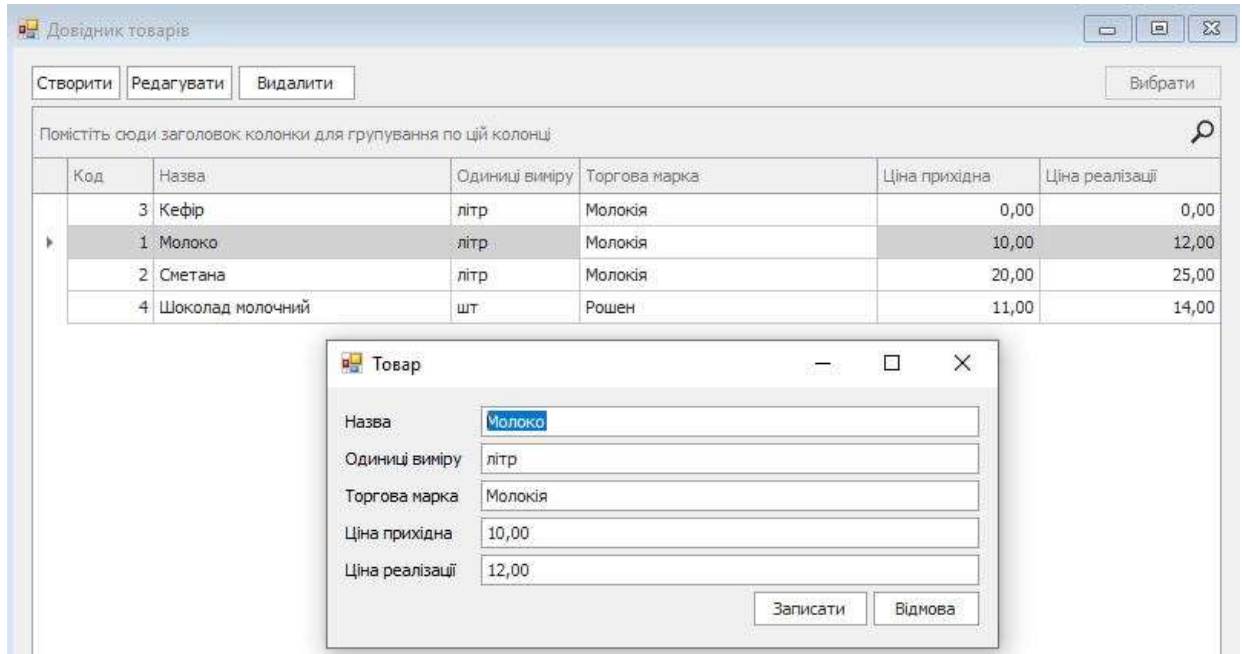 Довідник товарів
Створити Редагувати Видалити Вибрати
Помістіть сюди заголовок колонки для групування по цій колонці
Код Назва Одиниці виміру Торгова марка Ціна прихідна Ціна реалізації
3 Кефір літр Молокія 0,00 0,00
1 Молоко літр Молокія 10,00 12,00
2 Сметана літр Молокія 20,00 25,00
4 Шоколад молочний шт Рошен 11,00 14,00
Товар
Назва Молоко
Одиниці виміру літр
Торгова марка Молокія
Ціна прихідна 10,00
Ціна реалізації 12,00
Записати Відмова